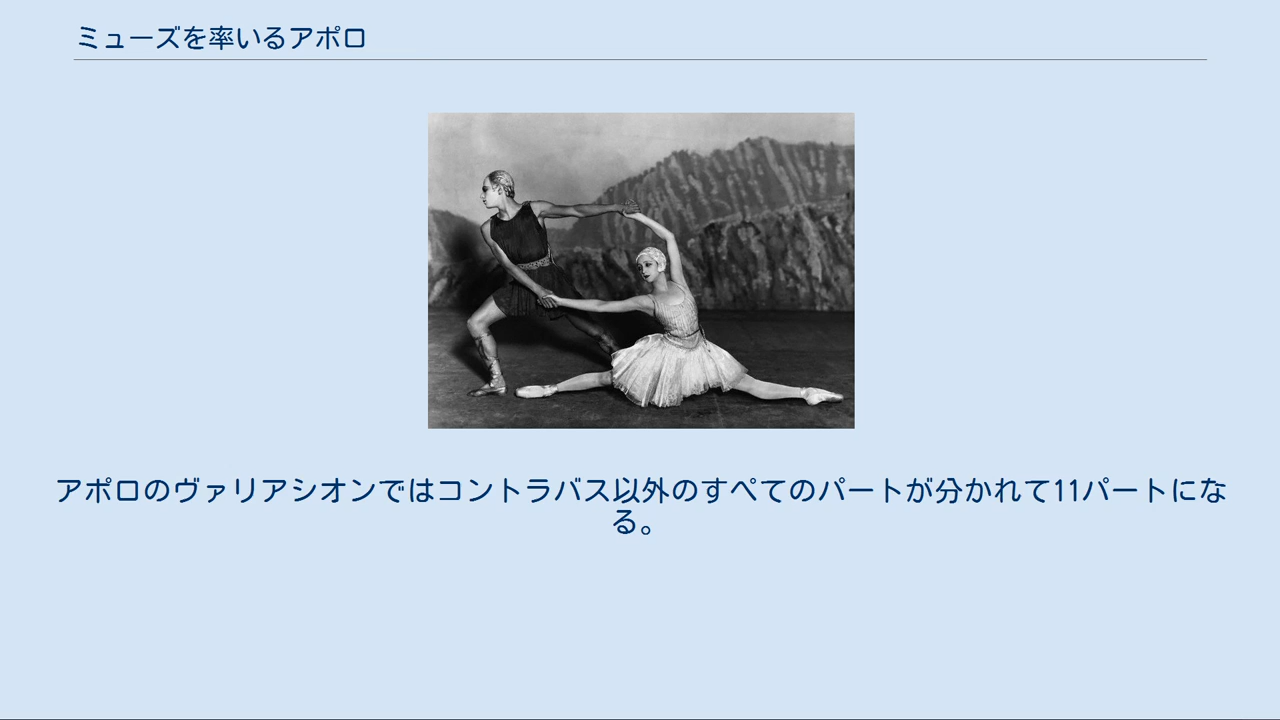 ミューズを率いるアポロ
アポロのヴァリアシオンではコントラバス以外のすべてのパートが分かれて11パートにな
る。